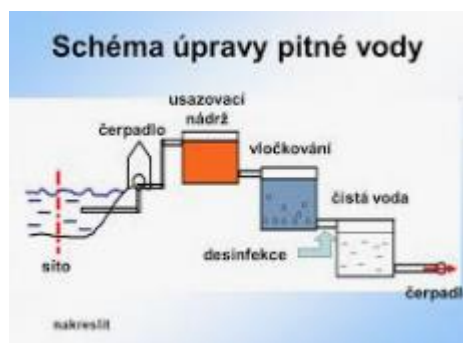 Schéma úpravy pitné vody
usazovací
nádrž
čerpadlo
vločkování
čistá voda
desinfekce
síto
čerpadl
nakreslit